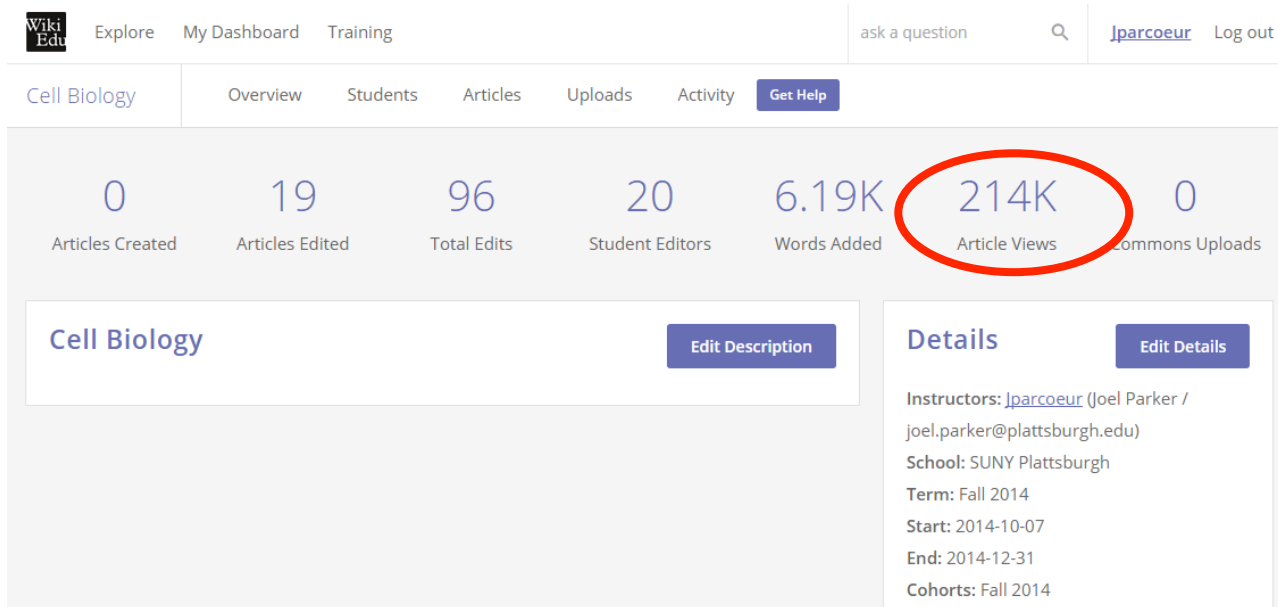 Wiki
Edu
Explore My Dashboard Training
ask a question
Jparcoeur Log out
Cell Biology
Overview Students Articles Uploads Activity Get Help
0 19 96 20 6.19K 214K 0
Articles Created Articles Edited Total Edits Student Editors Words Added Article Views Commons Uploads
Cell Biology
Edit Description
Details
Edit Details
Instructors: Jparcoeur (Joel Parker /
joel.parker@plattsburgh.edu)
School: SUNY Plattsburgh
Term: Fall 2014
Start: 2014-10-07
End: 2014-12-31
Cohorts: Fall 2014